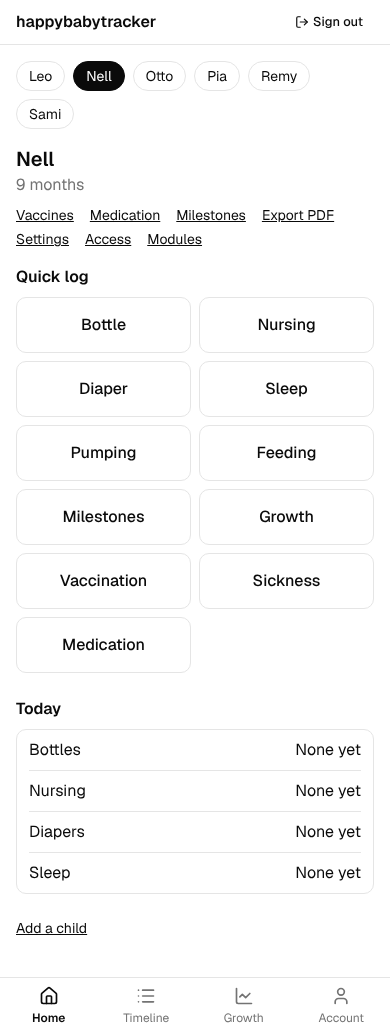 happybabytracker
Sign out
Leo Nell Otto Pia Remy
Sami
Nell
9 months
Vaccines Medication Milestones Export PDF
Settings Access Modules
Quick log
Bottle Nursing
Diaper Sleep
Pumping Feeding
Milestones Growth
Vaccination Sickness
Medication
Today
Bottles None yet
Nursing None yet
Diapers None yet
Sleep None yet
Add a child
Home Timeline Growth Account